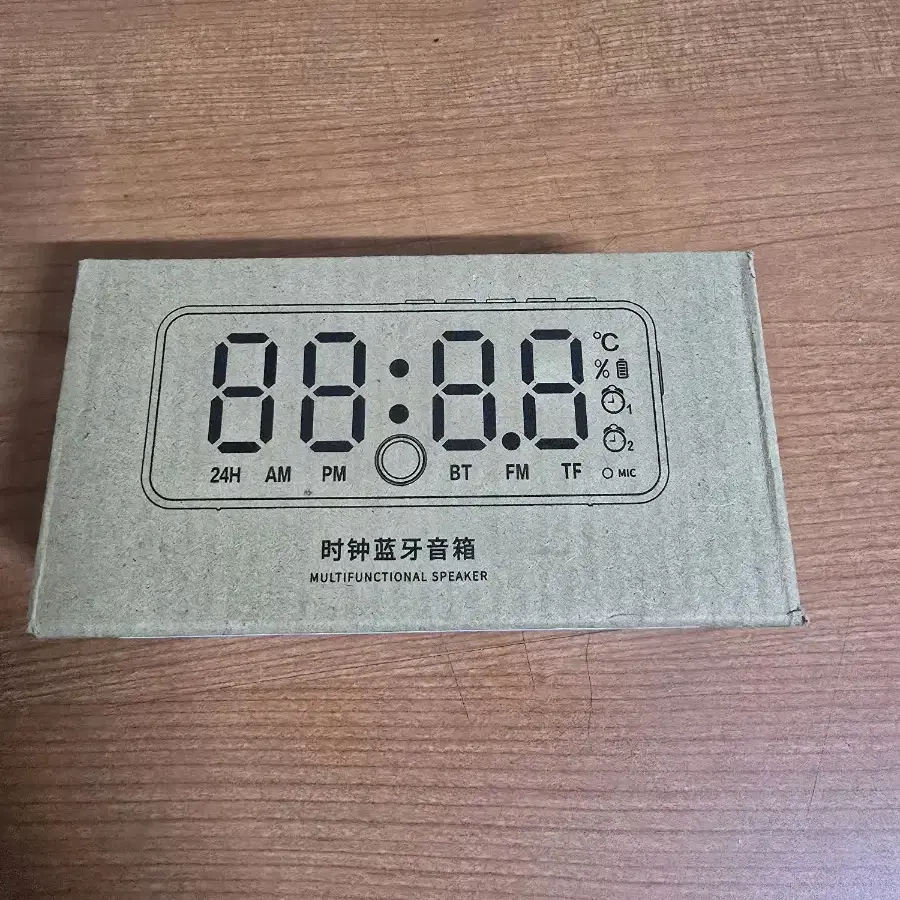 88:8.8
°C
%
1
2
24H AM PM BT FM TF MIC
时钟蓝牙音箱
MULTIFUNCTIONAL SPEAKER